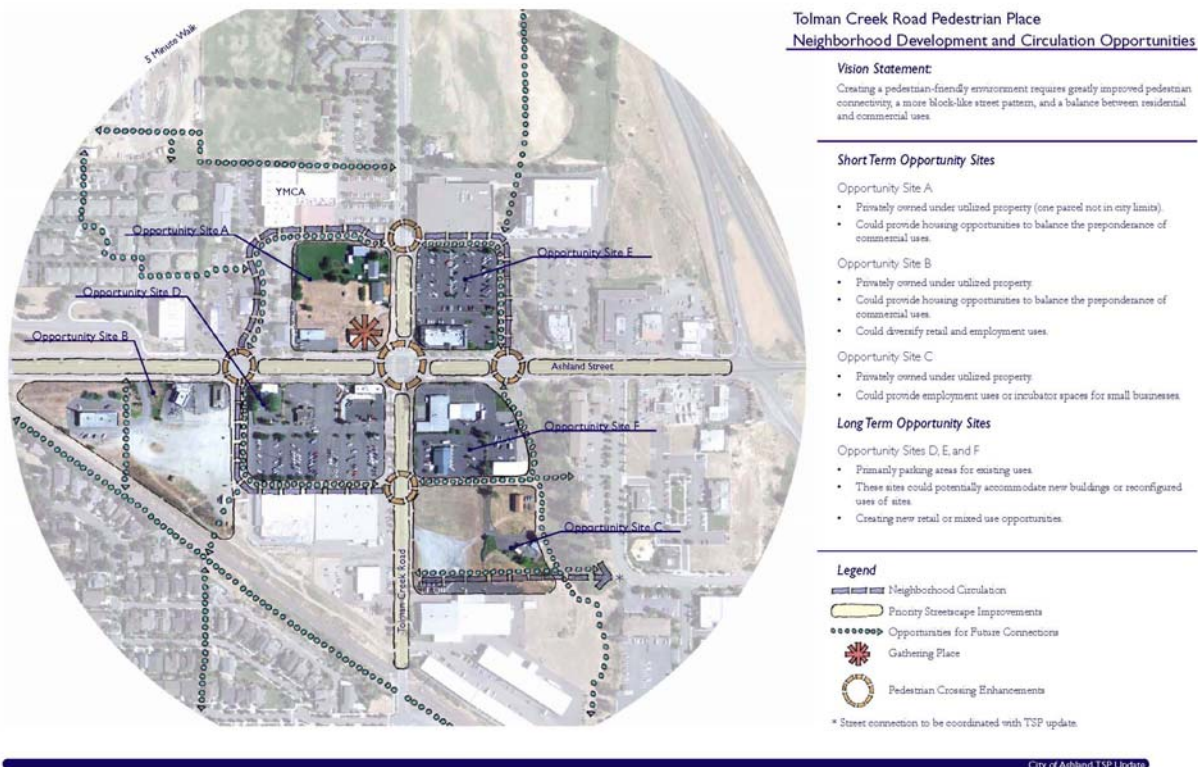 Tolman Creek Road Pedestrian Place
Neighborhood Development and Circulation Opportunities
Vision Statement:
Creating a pedestrian-friendly environment requires greatly improved pedestrian
connectivity, a more block-like street pattern, and a balance between residential
and commercial uses.
Short Term Opportunity Sites
Opportunity Site A
• Privately owned under utilized property (one parcel not in city limits).
• Could provide housing opportunities to balance the preponderance of
commercial uses.
Opportunity Site B
• Privately owned under utilized property.
• Could provide housing opportunities to balance the preponderance of
commercial uses.
• Could diversify retail and employment uses.
Opportunity Site C
• Privately owned under utilized property.
• Could provide employment uses or incubator spaces for small businesses.
Long Term Opportunity Sites
Opportunity Sites D, E, and F
• Primarily parking areas for existing uses.
• These sites could potentially accommodate new buildings or reconfigured
uses of sites.
• Creating new retail or mixed use opportunities.
Legend
Neighborhood Circulation
Priority Streetscape Improvements
Opportunities for Future Connections
Gathering Place
Pedestrian Crossing Enhancements
* Street connection to be coordinated with TSP update.
5 Minute Walk
YMCA
Opportunity Site A
Opportunity Site E
Opportunity Site D
Opportunity Site B
Ashland Street
Opportunity Site F
Opportunity Site C
*
Tolman Creek Road
City of Ashland TSP Update